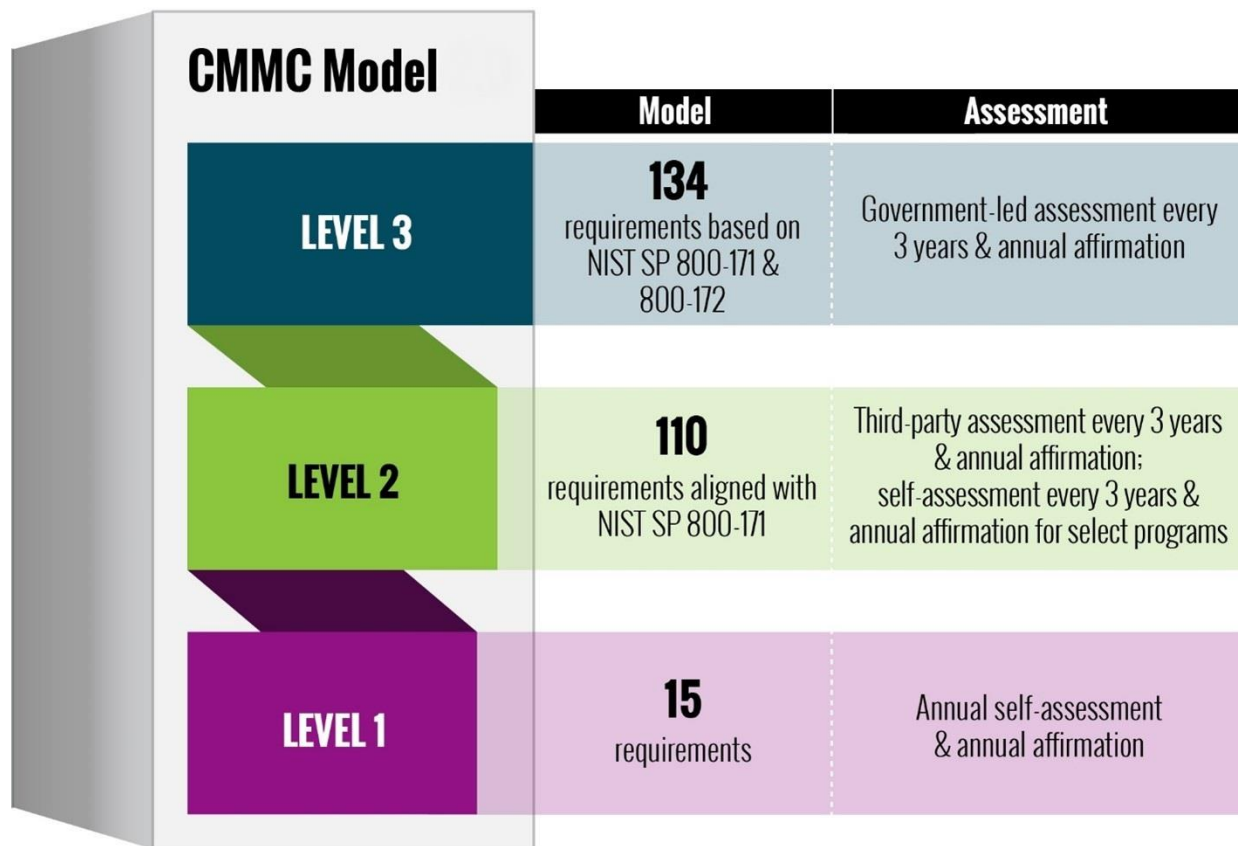 CMMC Model
Model
Assessment
LEVEL 3
134
requirements based on
NIST SP 800-171 &
800-172
Government-led assessment every
3 years & annual affirmation
LEVEL 2
110
requirements aligned with
NIST SP 800-171
Third-party assessment every 3 years
& annual affirmation;
self-assessment every 3 years &
annual affirmation for select programs
LEVEL 1
15
requirements
Annual self-assessment
& annual affirmation